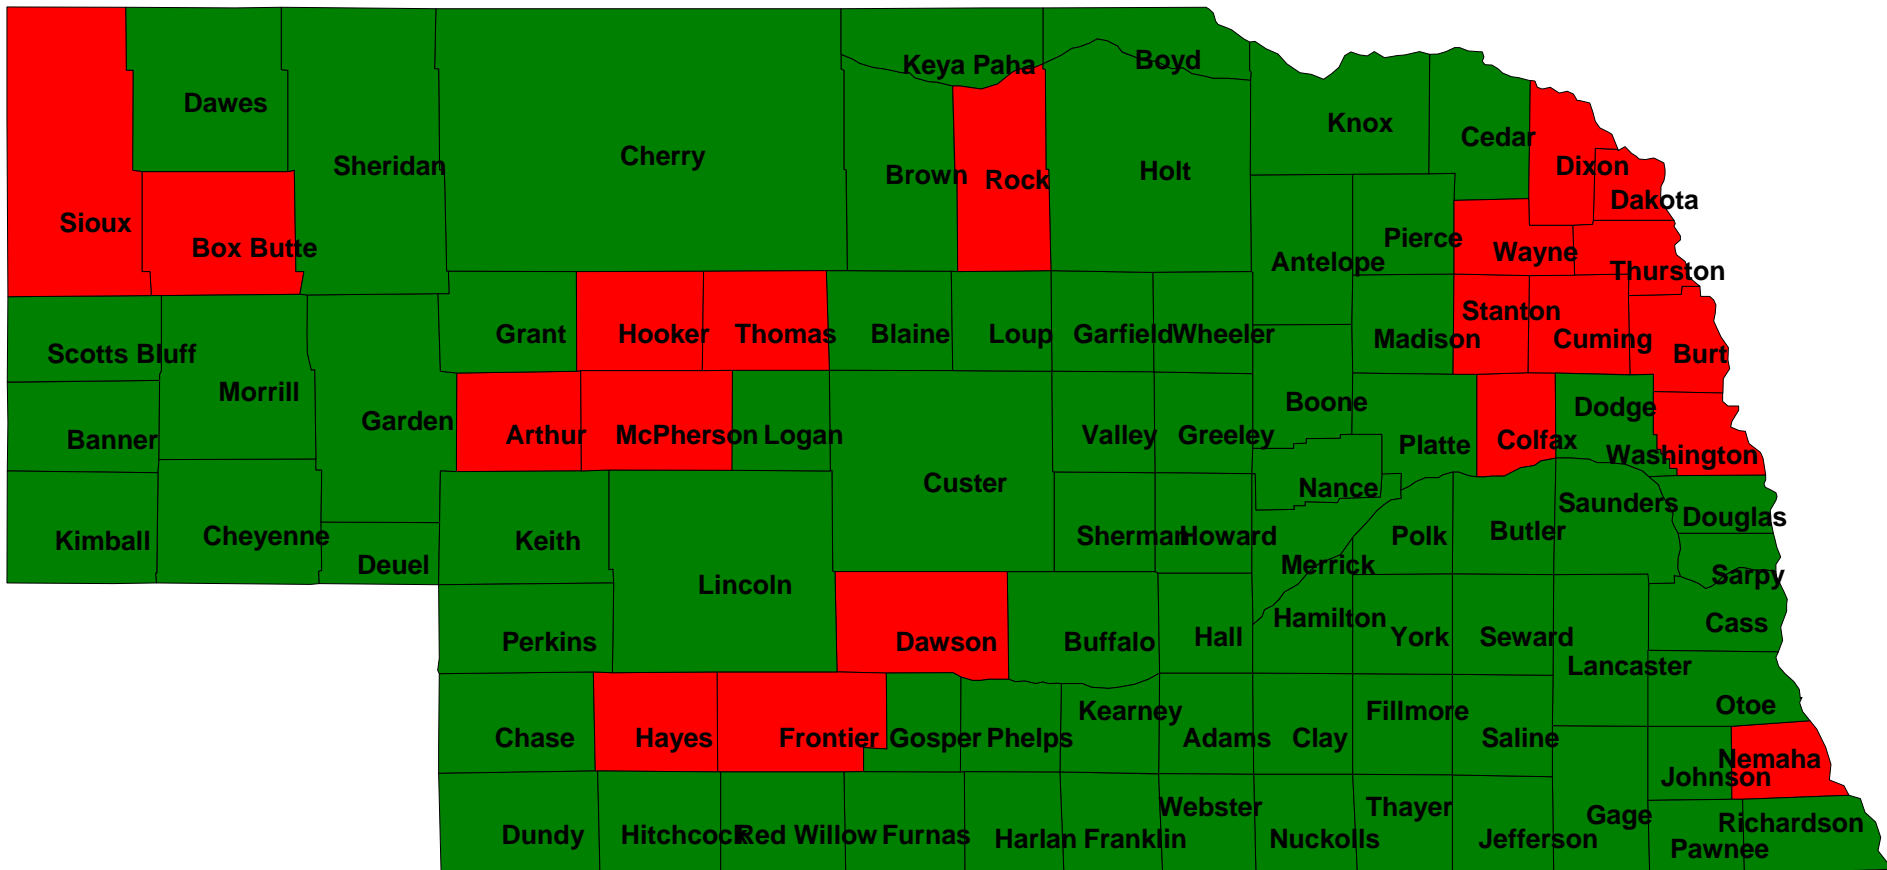 Keya Paha
Boyd
Dawes
Knox
Cedar
Cherry
Sheridan
Dixon
Brown
Rock
Holt
Dakota
Sioux
Box Butte
Pierce
Wayne
Antelope
Thurston
Stanton
Grant
Hooker
Thomas
Blaine
Loup
Garfield
Wheeler
Madison
Cuming
Scotts Bluff
Burt
Morrill
Boone
Dodge
Garden
Banner
Arthur
McPherson
Logan
Valley
Greeley
Platte
Colfax
Washington
Custer
Nance
Saunders
Douglas
Kimball
Cheyenne
Keith
Sherman
Howard
Polk
Butler
Deuel
Merrick
Sarpy
Lincoln
Hamilton
Cass
Perkins
Dawson
Buffalo
Hall
York
Seward
Lancaster
Otoe
Kearney
Fillmore
Chase
Hayes
Frontier
Gosper
Phelps
Adams
Clay
Saline
Nemaha
Johnson
Webster
Thayer
Gage
Richardson
Dundy
Hitchcock
Red Willow
Furnas
Harlan
Franklin
Nuckolls
Jefferson
Pawnee